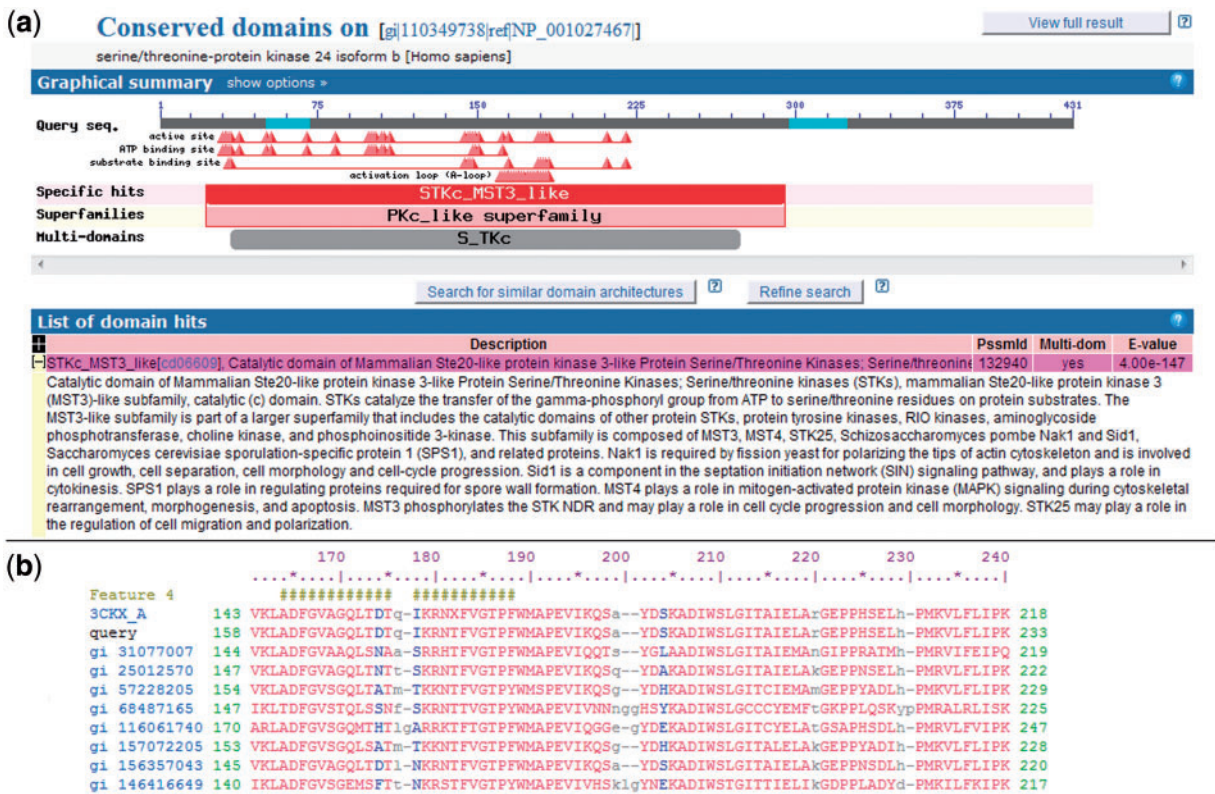 (a)
Conserved domains on [gi|110349738|ref|NP_001027467|]
View full result
?
serine/threonine-protein kinase 24 isoform b [Homo sapiens]
Graphical summary show options »
?
1 75 150 225 300 375 431
Query seq.
active site
ATP binding site
substrate binding site
activation loop (A-loop)
Specific hits STKc_MST3_like
Superfamilies PKc_like superfamily
Multi-domains S_TKc
Search for similar domain architectures ? Refine search ?
List of domain hits ?
Description PssmId Multi-dom E-value
[-]STKc_MST3_like[cd06609], Catalytic domain of Mammalian Ste20-like protein kinase 3-like Protein Serine/Threonine Kinases; Serine/threonine 132940 yes 4.00e-147
Catalytic domain of Mammalian Ste20-like protein kinase 3-like Protein Serine/Threonine Kinases; Serine/threonine kinases (STKs), mammalian Ste20-like protein kinase 3
(MST3)-like subfamily, catalytic (c) domain. STKs catalyze the transfer of the gamma-phosphoryl group from ATP to serine/threonine residues on protein substrates. The
MST3-like subfamily is part of a larger superfamily that includes the catalytic domains of other protein STKs, protein tyrosine kinases, RIO kinases, aminoglycoside
phosphotransferase, choline kinase, and phosphoinositide 3-kinase. This subfamily is composed of MST3, MST4, STK25, Schizosaccharomyces pombe Nak1 and Sid1,
Saccharomyces cerevisiae sporulation-specific protein 1 (SPS1), and related proteins. Nak1 is required by fission yeast for polarizing the tips of actin cytoskeleton and is involved
in cell growth, cell separation, cell morphology and cell-cycle progression. Sid1 is a component in the septation initiation network (SIN) signaling pathway, and plays a role in
cytokinesis. SPS1 plays a role in regulating proteins required for spore wall formation. MST4 plays a role in mitogen-activated protein kinase (MAPK) signaling during cytoskeletal
rearrangement, morphogenesis, and apoptosis. MST3 phosphorylates the STK NDR and may play a role in cell cycle progression and cell morphology. STK25 may play a role in
the regulation of cell migration and polarization.
(b)
170 180 190 200 210 220 230 240
....*....|....*....|....*....|....*....|....*....|....*....|....*....|....*....|
Feature 4 ############ ###########
3CKX_A 143 VKLADFGVAGQLTDTq-IKRNXFVGTPFWMAPEVIKQSa--YDSKADIWSLGITAIELArGEPPHSELh-PMKVLFLIPK 218
query 158 VKLADFGVAGQLTDTq-IKRNTFVGTPFWMAPEVIKQSa--YDSKADIWSLGITAIELArGEPPHSELh-PMKVLFLIPK 233
gi 31077007 144 VKLADFGVAAQLSNAa-SRRHTFVGTPFWMAPEVIQQTs--YGLAADIWSLGITAIEMAnGIPPRATMh-PMRVIFEIPQ 219
gi 25012570 147 VKLADFGVAGQLTNTt-SKRNTFVGTPFWMAPEVIKQSq--YDAKADIWSLGITAIELAkGEPPNSELh-PMRVLFLIPK 222
gi 57228205 154 VKLADFGVSGQLTATm-TKKNTFVGTPYWMSPEVIKQSg--YDHKADIWSLGITCIEMAmGEPPYADLh-PMKVLFLIPK 229
gi 68487165 147 IKLTDFGVSTQLSSNf-SKRNTTVGTPYWMAPEVIVNNnggHSYKADIWSLGCCCYEMFtGKPPLQSKypPMRALRLISK 225
gi 116061740 170 ARLADFGVSGQMTHTlgARRKTFTGTPFWMAPEVIQGGe-gYDEKADIWSLGITCYELAtGSAPHSDLh-PMRVLFVIPK 247
gi 157072205 153 VKLADFGVSGQLSATm-TKKNTFVGTPYWMSPEVIKQSg--YDHKADIWSLGITALELAkGEPPYADIh-PMKVLFLIPK 228
gi 156357043 145 VKLADFGVAGQLTDTl-NKRNTFVGTPFWMAPEVIKQSa--YDSKADIWSLGITAIELAkGEPPNSDLh-PMRVLFLIPK 220
gi 146416649 140 IKLADFGVSGEMSFTt-NKRSTFVGTPYWMAPEVIVHSklgYNEKADIWSTGITTIELIkGDPPLADYd-PMKILFLIPK 217